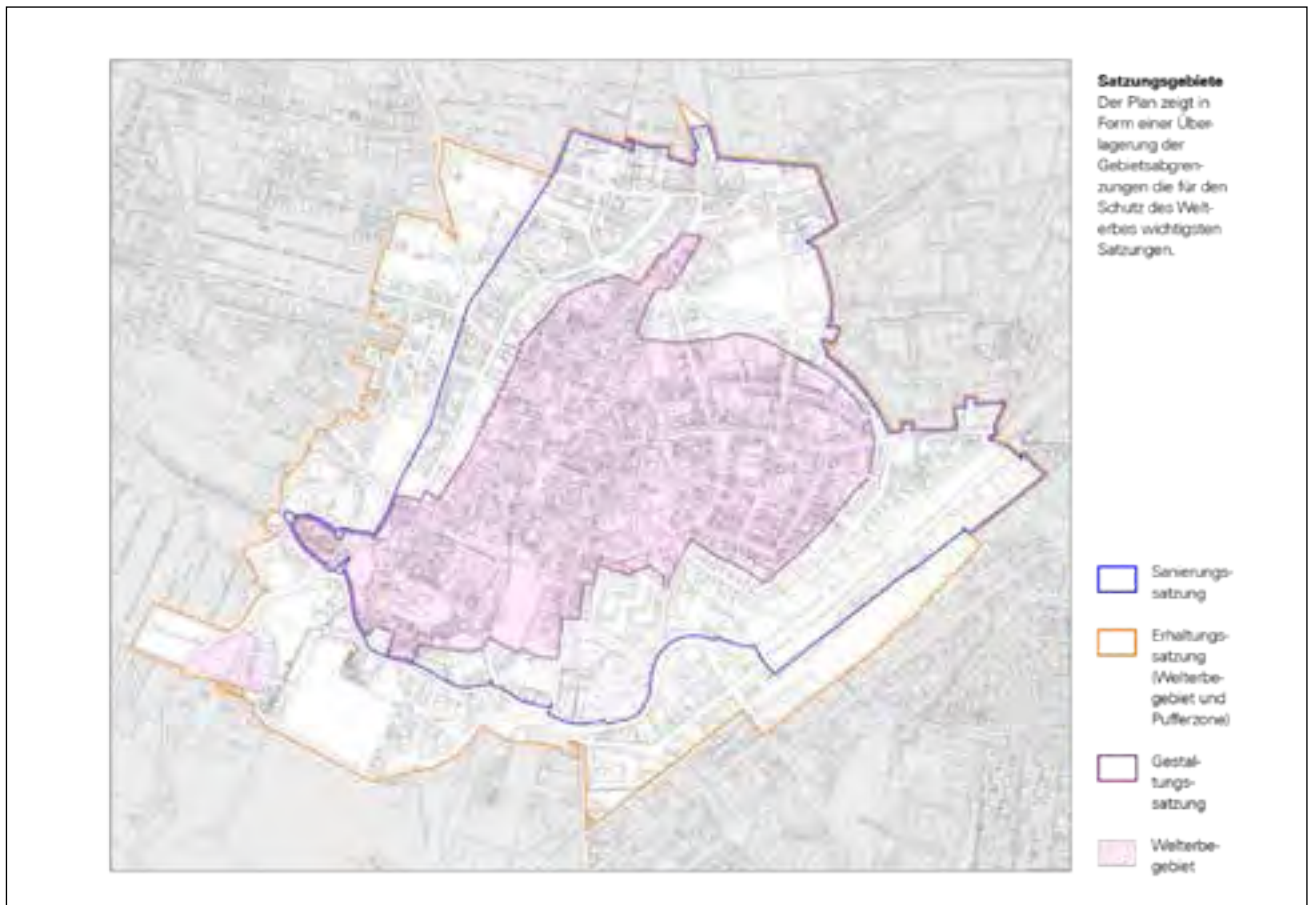 Satzungsgebiete
Der Plan zeigt in
Form einer Über-
lagerung der
Gebietsabgren-
zungen die für den
Schutz des Welt-
erbes wichtigsten
Satzungen.
Sanierungs-
satzung
Erhaltungs-
satzung
(Welterbe-
gebiet und
Pufferzone)
Gestal-
tungs-
satzung
Welterbe-
gebiet